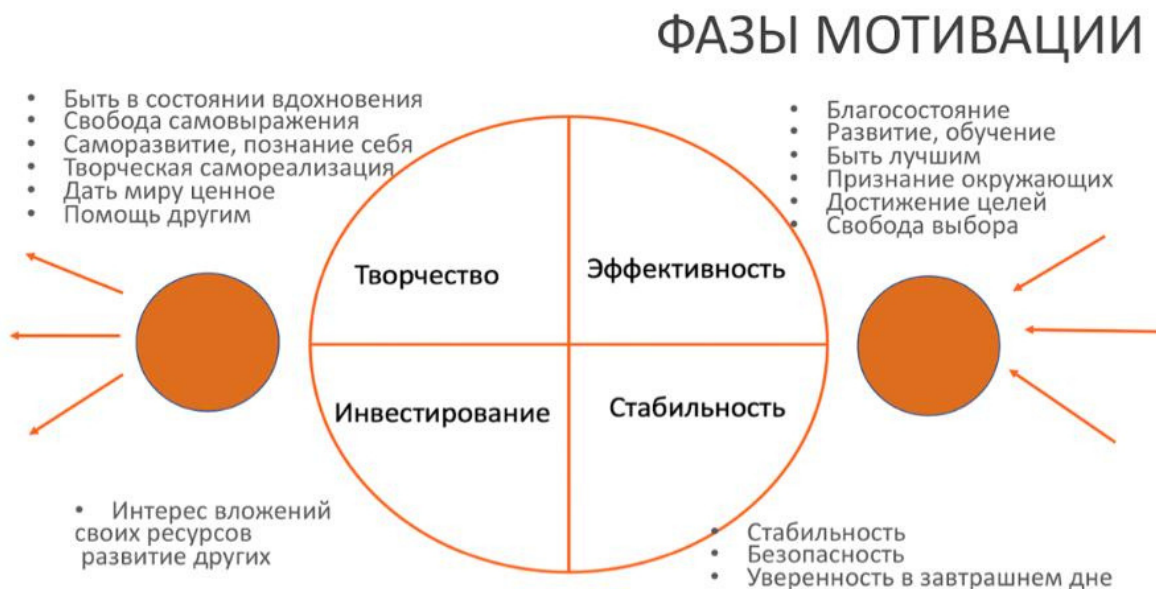 ФАЗЫ МОТИВАЦИИ
• Быть в состоянии вдохновения
• Свобода самовыражения
• Саморазвитие, познание себя
• Творческая самореализация
• Дать миру ценное
• Помощь другим
• Благосостояние
• Развитие, обучение
• Быть лучшим
• Признание окружающих
• Достижение целей
• Свобода выбора
Творчество
Эффективность
Инвестирование
Стабильность
• Интерес вложений
своих ресурсов
развитие других
• Стабильность
• Безопасность
• Уверенность в завтрашнем дне